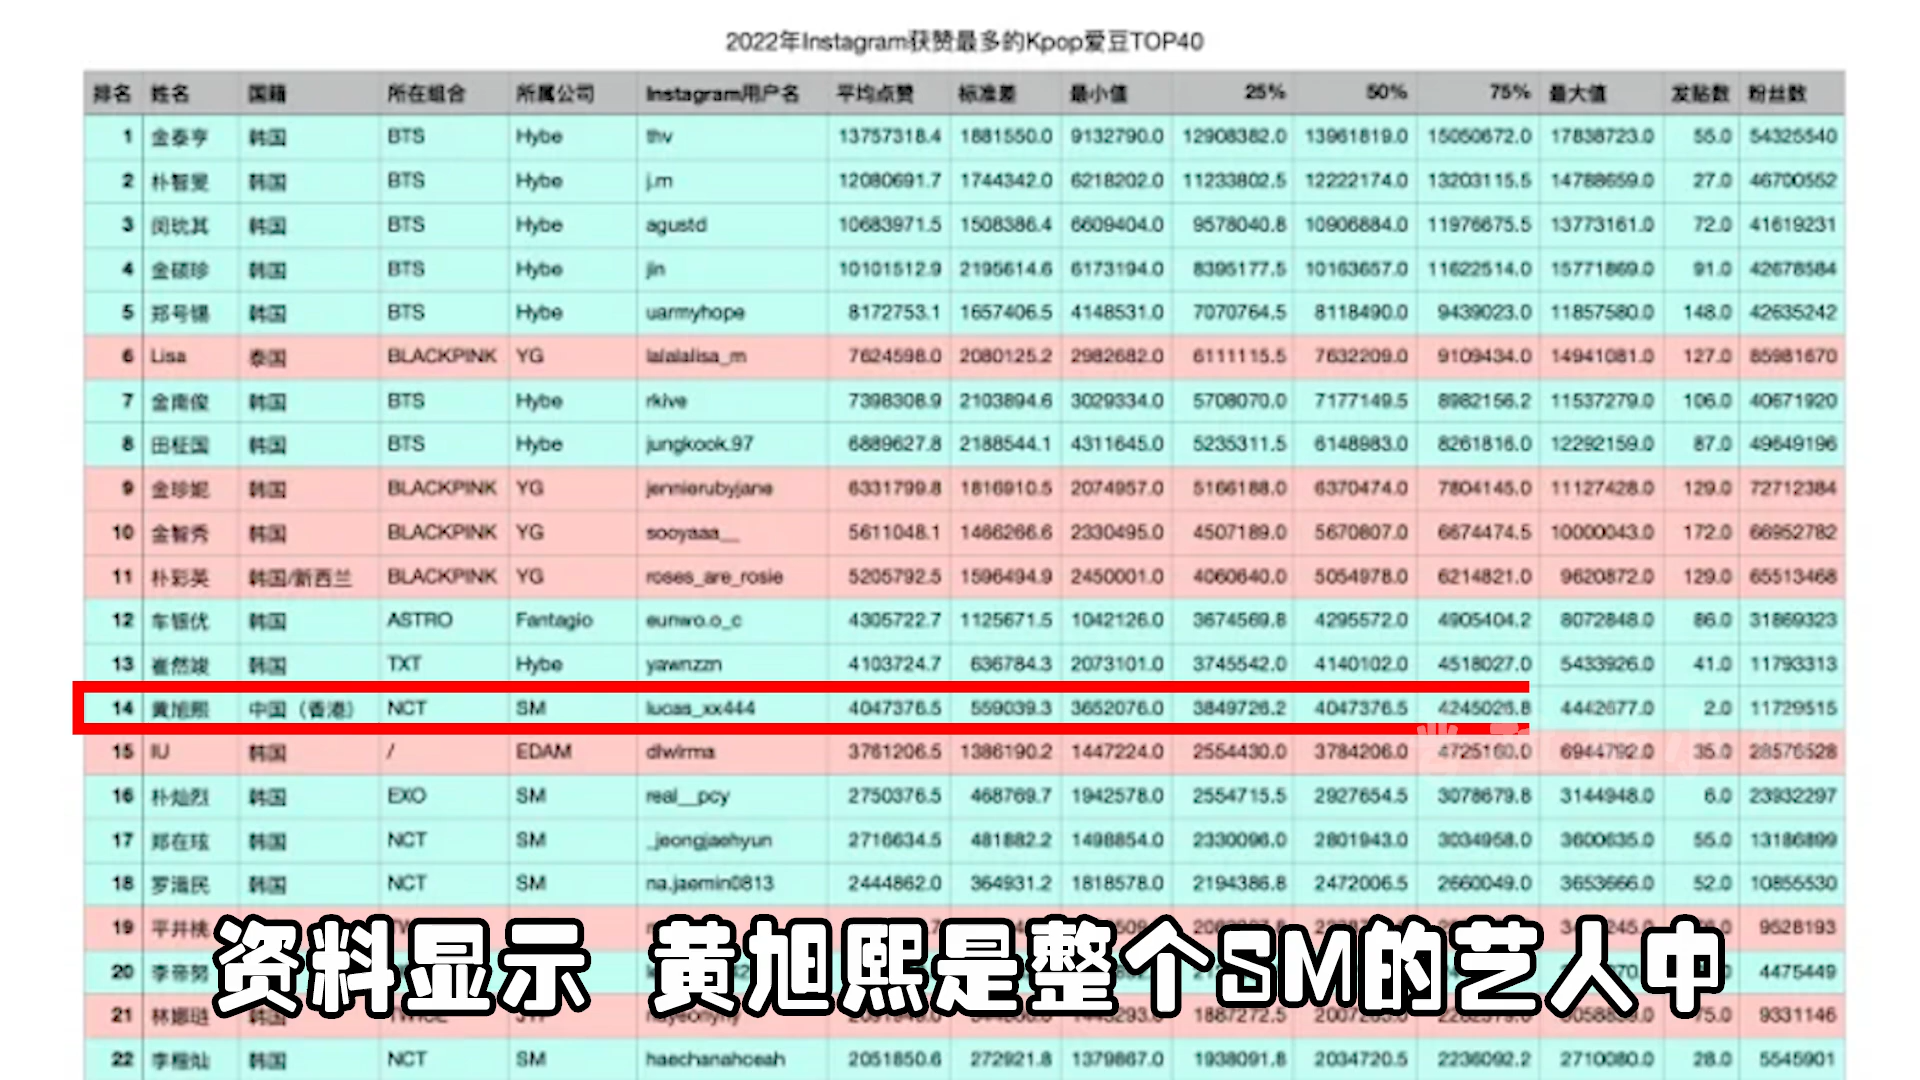 2022年Instagram获赞最多的Kpop爱豆TOP40
排名 姓名 国籍 所在组合 所属公司 Instagram用户名 平均点赞 标准差 最小值 25% 50% 75% 最大值 发贴数 粉丝数
1 金泰亨 韩国 BTS Hybe thv 13757318.4 1881550.0 9132790.0 12908382.0 13961819.0 15050672.0 17838723.0 55.0 54325540
2 朴智旻 韩国 BTS Hybe j.m 12080691.7 1744342.0 6218202.0 11233802.5 12222174.0 13203115.5 14788659.0 27.0 46700552
3 闵玧其 韩国 BTS Hybe agustd 10683971.5 1508386.4 6609404.0 9578040.8 10906884.0 11976675.5 13773161.0 72.0 41619231
4 金硕珍 韩国 BTS Hybe jin 10101512.9 2195614.6 6173194.0 8395177.5 10163657.0 11622514.0 15771869.0 91.0 42678584
5 郑号锡 韩国 BTS Hybe uarmyhope 8172753.1 1657406.5 4148531.0 7070764.5 8118490.0 9439023.0 11857580.0 148.0 42635242
6 Lisa 泰国 BLACKPINK YG lalalalisa_m 7624598.0 2080125.2 2982682.0 6111115.5 7632209.0 9109434.0 14941081.0 127.0 85981670
7 金南俊 韩国 BTS Hybe rkive 7398308.9 2103894.6 3029334.0 5708070.0 7177149.5 8982156.2 11537279.0 106.0 40671920
8 田柾国 韩国 BTS Hybe jungkook.97 6889627.8 2188544.1 4311645.0 5235311.5 6148983.0 8261816.0 12292159.0 87.0 49649196
9 金珍妮 韩国 BLACKPINK YG jennierubyjane 6331799.8 1816910.5 2074957.0 5166188.0 6370474.0 7804145.0 11127428.0 129.0 72712384
10 金智秀 韩国 BLACKPINK YG sooyaaa__ 5611048.1 1466266.6 2330495.0 4507189.0 5670807.0 6674474.5 10000043.0 172.0 66952782
11 朴彩英 韩国/新西兰 BLACKPINK YG roses_are_rosie 5205792.5 1596494.9 2450001.0 4060640.0 5054978.0 6214821.0 9620872.0 129.0 65513468
12 车银优 韩国 ASTRO Fantagio eunwo.o_c 4305722.7 1125671.5 1042126.0 3674569.8 4295572.0 4905404.2 8072848.0 86.0 31869323
13 崔然竣 韩国 TXT Hybe yawnzzn 4103724.7 636784.3 2073101.0 3745542.0 4140102.0 4518027.0 5433926.0 41.0 11793313
14 黄旭熙 中国（香港） NCT SM lucas_xx444 4047376.5 559039.3 3652076.0 3849726.2 4047376.5 4245026.8 4442677.0 2.0 11729515
15 IU 韩国 / EDAM dlwlrma 3761206.5 1386190.2 1447224.0 2554430.0 3784206.0 4725160.0 6944792.0 35.0 28576528
16 朴灿烈 韩国 EXO SM real__pcy 2750376.5 468769.7 1942578.0 2554715.5 2927654.5 3078679.8 3144948.0 6.0 23932297
17 郑在玹 韩国 NCT SM _jeongjaehyun 2716634.5 481882.2 1498854.0 2330096.0 2801943.0 3034958.0 3600635.0 55.0 13186899
18 罗渽民 韩国 NCT SM na.jaemin0813 2444862.0 364931.2 1818578.0 2194386.8 2472006.5 2660049.0 3653666.0 52.0 10855530
19 平井桃 9528193
20 李帝努 4475449
21 林娜琏 韩国 1887272.5 75.0 9331146
资料显示 黄旭熙是整个SM的艺人中
22 李楷灿 韩国 NCT SM haechanahceah 2051850.6 272921.8 1379867.0 1938091.8 2034720.5 2236092.2 2710080.0 28.0 5545901